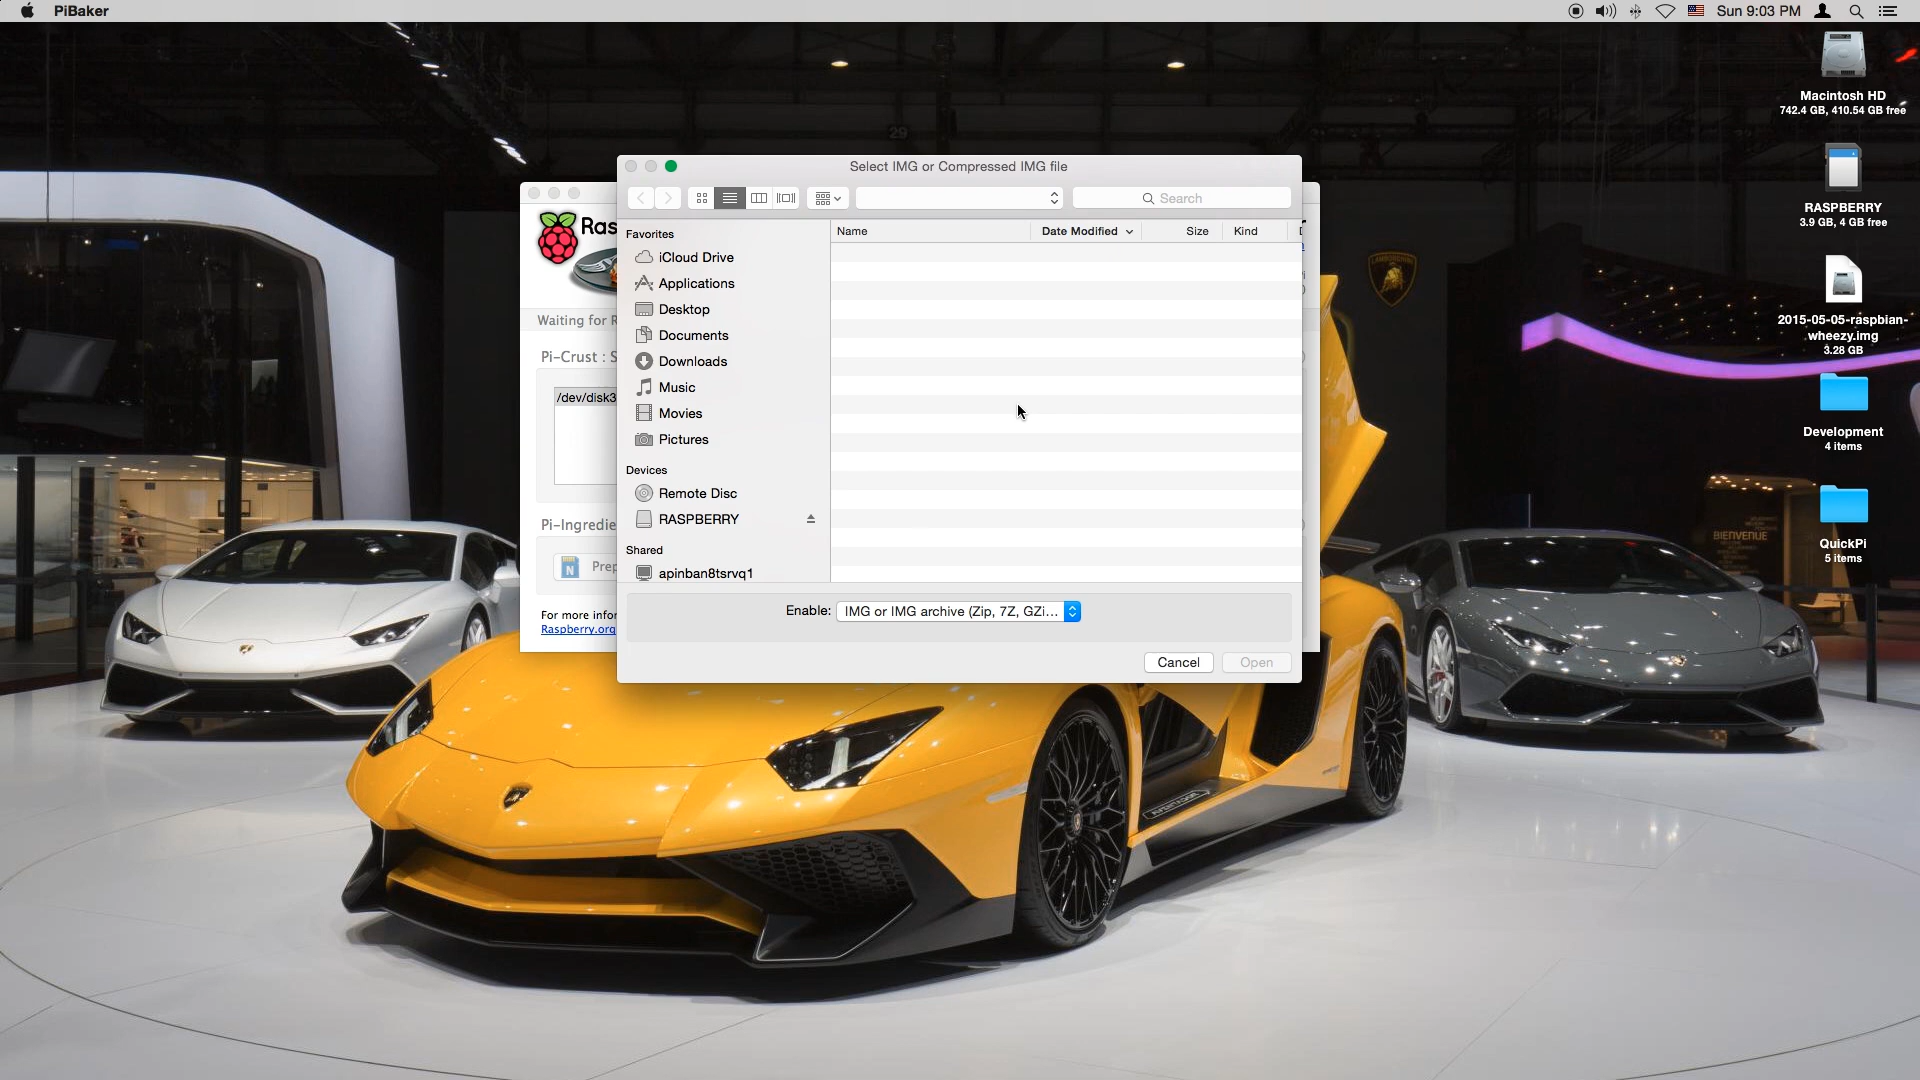 PiBaker
Sun 9:03 PM
Macintosh HD
742.4 GB, 410.54 GB free
RASPBERRY
3.9 GB, 4 GB free
2015-05-05-raspbian-
wheezy.img
3.28 GB
Development
4 items
QuickPi
5 items
29
LAMBORGHINI
BIENVENUE
Select IMG or Compressed IMG file
Search
Name
Date Modified
Size
Kind
Favorites
iCloud Drive
Applications
Desktop
Documents
Downloads
Music
Movies
Pictures
Devices
Remote Disc
RASPBERRY
Shared
apinban8tsrvq1
Enable: IMG or IMG archive (Zip, 7Z, GZi...
Cancel
Open
Ras
Waiting for R
Pi-Crust : S
/dev/disk3
Pi-Ingredie
N
Prep
For more infor
Raspberry.org